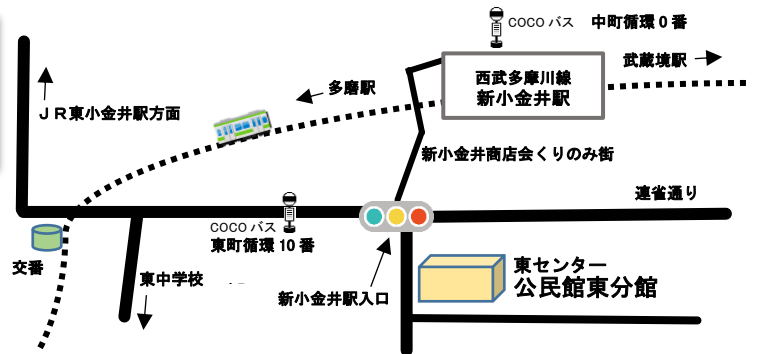 COCO バス 中町循環 0 番
武蔵境駅
西武多摩川線
新小金井駅
多磨駅
ＪＲ東小金井駅方面
新小金井商店会くりのみ街
連雀通り
COCO バス
東町循環 10 番
交番
東中学校
新小金井駅入口
東センター
公民館東分館